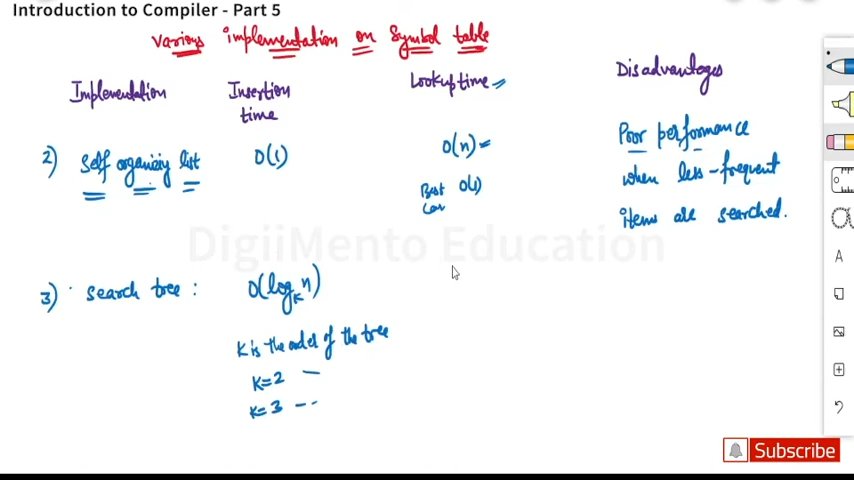 Introduction to Compiler - Part 5
Various implementation on Symbol table
Implementation Insertion time Lookup time Disadvantages
2) Self organizing list O(1) O(n) Poor performance
Best Case O(1) when less-frequent
items are searched.
DigiiMento Education
3) Search tree : O(log_K n)
K is the order of the tree
K=2 —
K=3 --
Subscribe